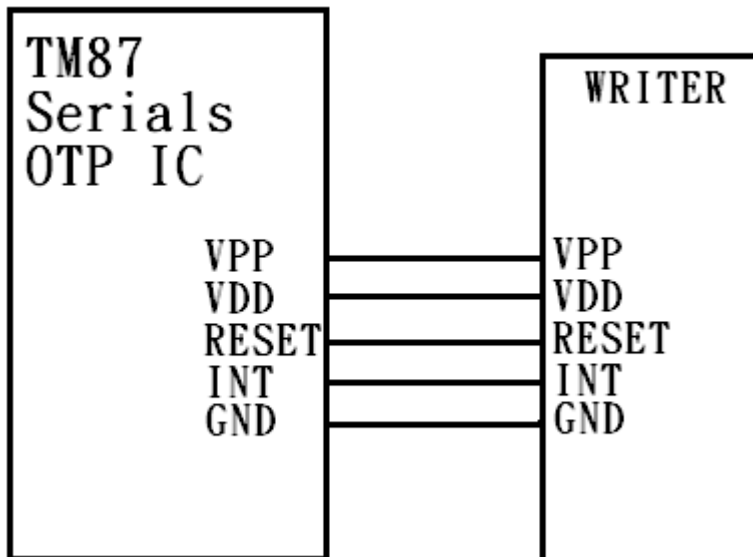 TM87
Serials
OTP IC
WRITER
VPP
VDD
RESET
INT
GND
VPP
VDD
RESET
INT
GND